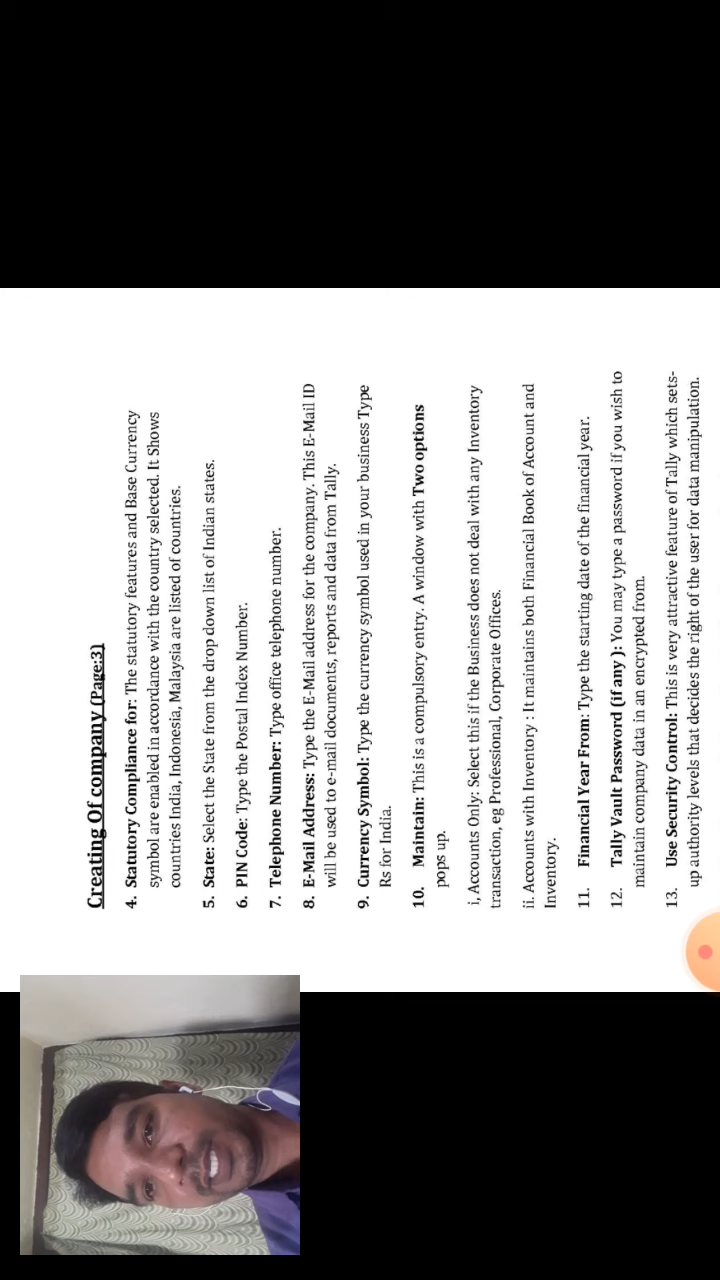 Creating Of company (Page:3)
4. Statutory Compliance for: The statutory features and Base Currency
symbol are enabled in accordance with the country selected. It Shows
countries India, Indonesia, Malaysia are listed of countries.
5. State: Select the State from the drop down list of Indian states.
6. PIN Code: Type the Postal Index Number.
7. Telephone Number: Type office telephone number.
8. E-Mail Address: Type the E-Mail address for the company. This E-Mail ID
will be used to e-mail documents, reports and data from Tally.
9. Currency Symbol: Type the currency symbol used in your business Type
Rs for India.
10. Maintain: This is a compulsory entry. A window with Two options
pops up.
i, Accounts Only: Select this if the Business does not deal with any Inventory
transaction, eg Professional, Corporate Offices.
ii. Accounts with Inventory : It maintains both Financial Book of Account and
Inventory.
11. Financial Year From: Type the starting date of the financial year.
12. Tally Vault Password (if any ): You may type a password if you wish to
maintain company data in an encrypted from.
13. Use Security Control: This is very attractive feature of Tally which sets-
up authority levels that decides the right of the user for data manipulation.